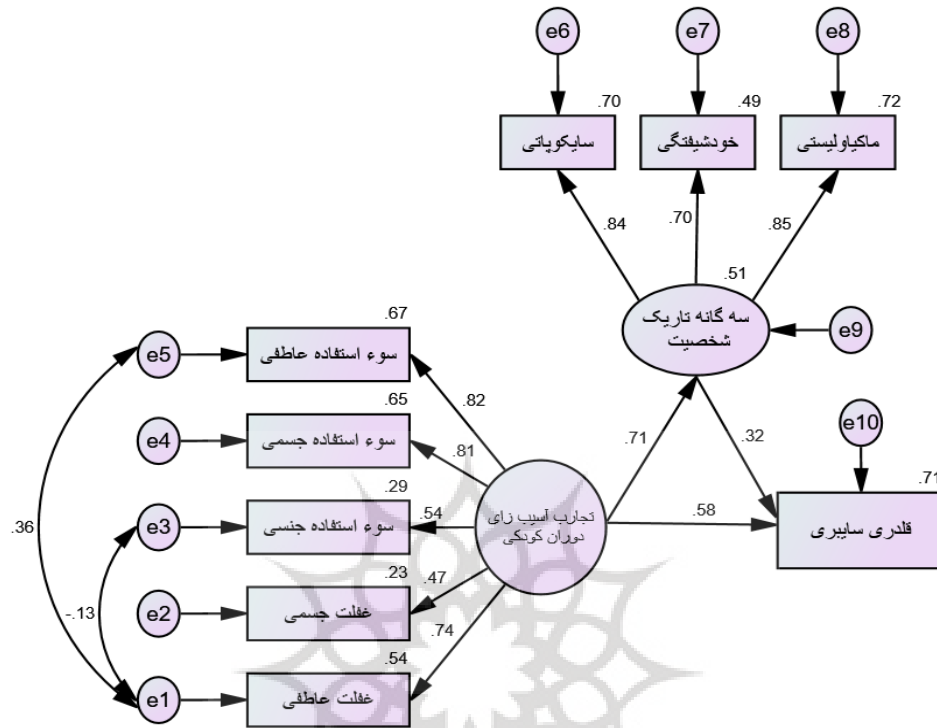 e6
e7
e8
.70
.49
.72
سایکوپاتی
خودشیفتگی
ماکیاولیستی
.84
.70
.85
.51
سه گانه تاریک
شخصیت
e9
.67
e5
سوء استفاده عاطفی
.82
.65
e4
سوء استفاده جسمی
.81
.71
.32
e10
.36
.29
e3
سوء استفاده جنسی
.54
تجارب آسیب زای
دوران کودکی
.58
.71
قلدری سایبری
.23
e2
غفلت جسمی
.47
-.13
.74
.54
e1
غفلت عاطفی